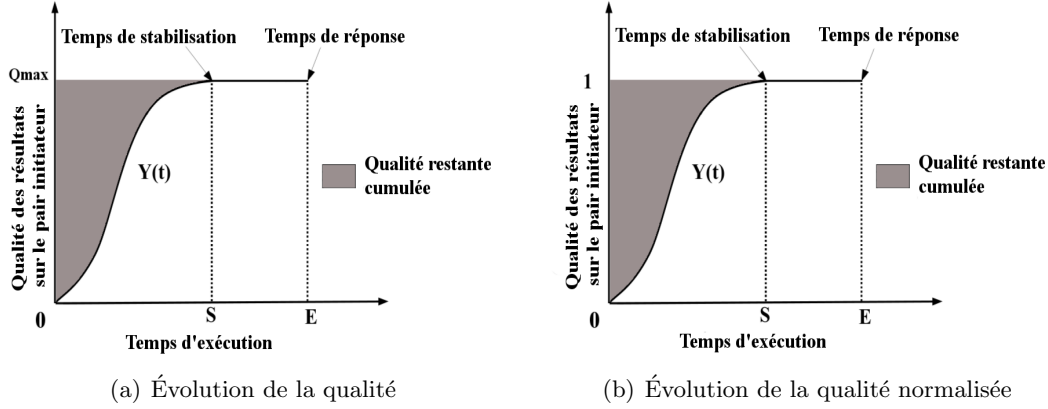 Temps de stabilisation
Temps de réponse
Qmax
Qualité des résultats
sur le pair initiateur
Y(t)
Qualité restante
cumulée
0
S
E
Temps d'exécution
(a) Évolution de la qualité
Temps de stabilisation
Temps de réponse
1
Qualité des résultats
sur le pair initiateur
Y(t)
Qualité restante
cumulée
0
S
E
Temps d'exécution
(b) Évolution de la qualité normalisée